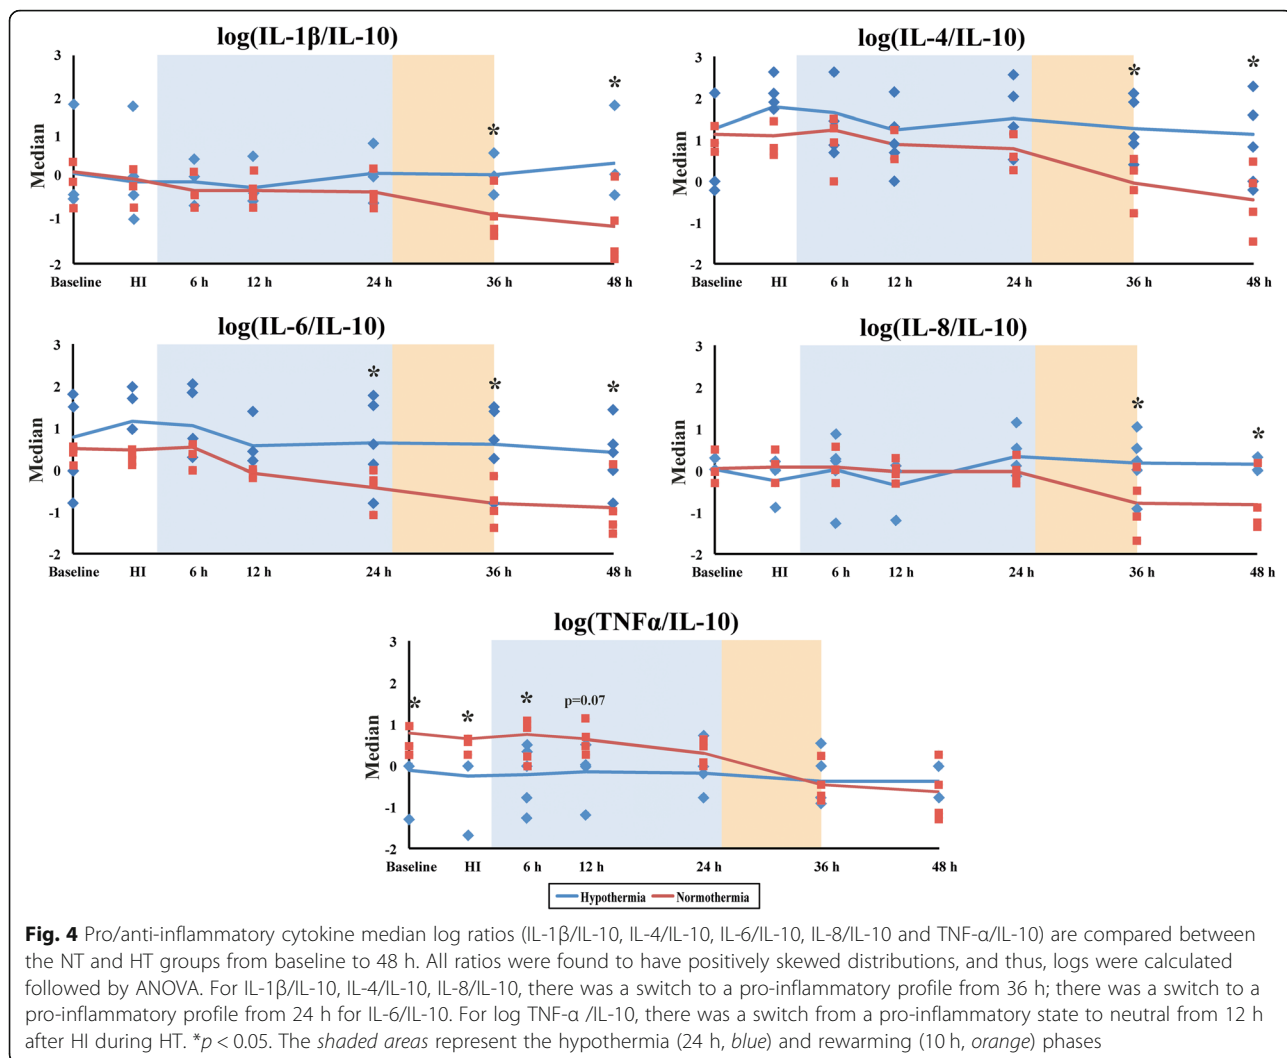 log(IL-1β/IL-10)
3
2
1
0
-1
-2
Median
*
*
Baseline HI 6 h 12 h 24 h 36 h 48 h
log(IL-4/IL-10)
3
2
1
0
-1
-2
Median
*
*
Baseline HI 6 h 12 h 24 h 36 h 48 h
log(IL-6/IL-10)
3
2
1
0
-1
-2
Median
*
*
*
Baseline HI 6 h 12 h 24 h 36 h 48 h
log(IL-8/IL-10)
3
2
1
0
-1
-2
Median
*
*
Baseline HI 6 h 12 h 24 h 36 h 48 h
log(TNFα/IL-10)
3
2
1
0
-1
-2
Median
*
*
*
p=0.07
Baseline HI 6 h 12 h 24 h 36 h 48 h
Hypothermia Normothermia
Fig. 4 Pro/anti-inflammatory cytokine median log ratios (IL-1β/IL-10, IL-4/IL-10, IL-6/IL-10, IL-8/IL-10 and TNF-α/IL-10) are compared between
the NT and HT groups from baseline to 48 h. All ratios were found to have positively skewed distributions, and thus, logs were calculated
followed by ANOVA. For IL-1β/IL-10, IL-4/IL-10, IL-8/IL-10, there was a switch to a pro-inflammatory profile from 36 h; there was a switch to a
pro-inflammatory profile from 24 h for IL-6/IL-10. For log TNF-α /IL-10, there was a switch from a pro-inflammatory state to neutral from 12 h
after HI during HT. *p < 0.05. The shaded areas represent the hypothermia (24 h, blue) and rewarming (10 h, orange) phases